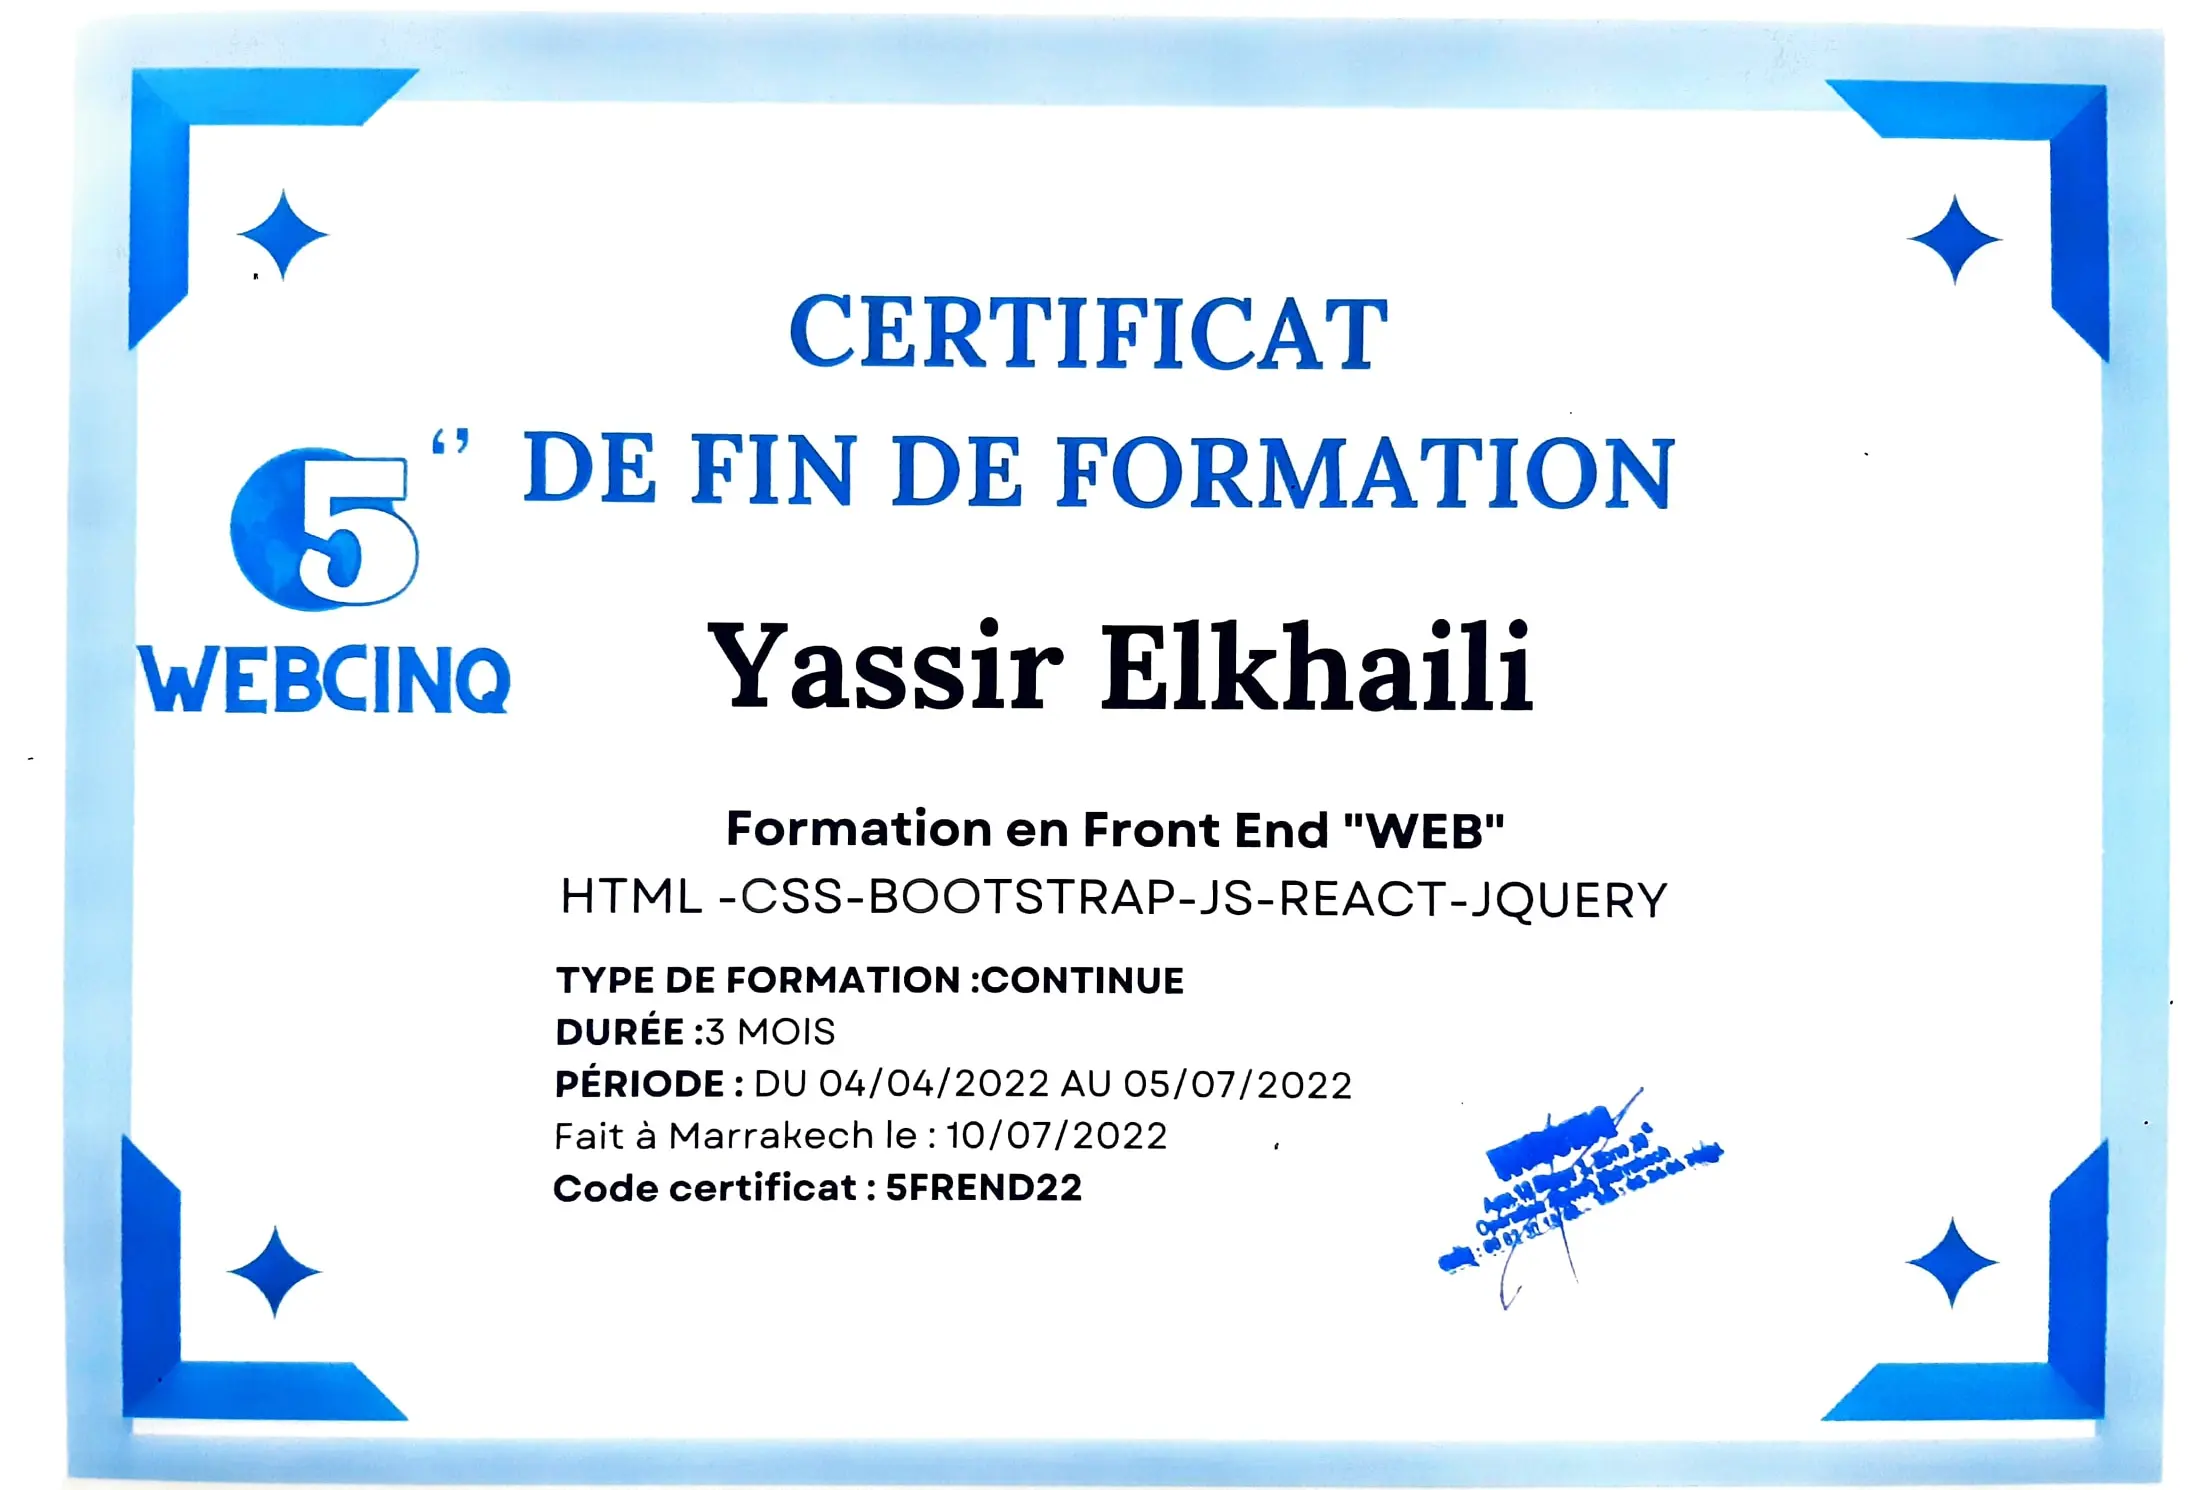 CERTIFICAT
‘’ DE FIN DE FORMATION
5
WEBCINQ
Yassir Elkhaili
Formation en Front End "WEB"
HTML -CSS-BOOTSTRAP-JS-REACT-JQUERY
TYPE DE FORMATION :CONTINUE
DURÉE :3 MOIS
PÉRIODE : DU 04/04/2022 AU 05/07/2022
Fait à Marrakech le : 10/07/2022
Code certificat : 5FREND22